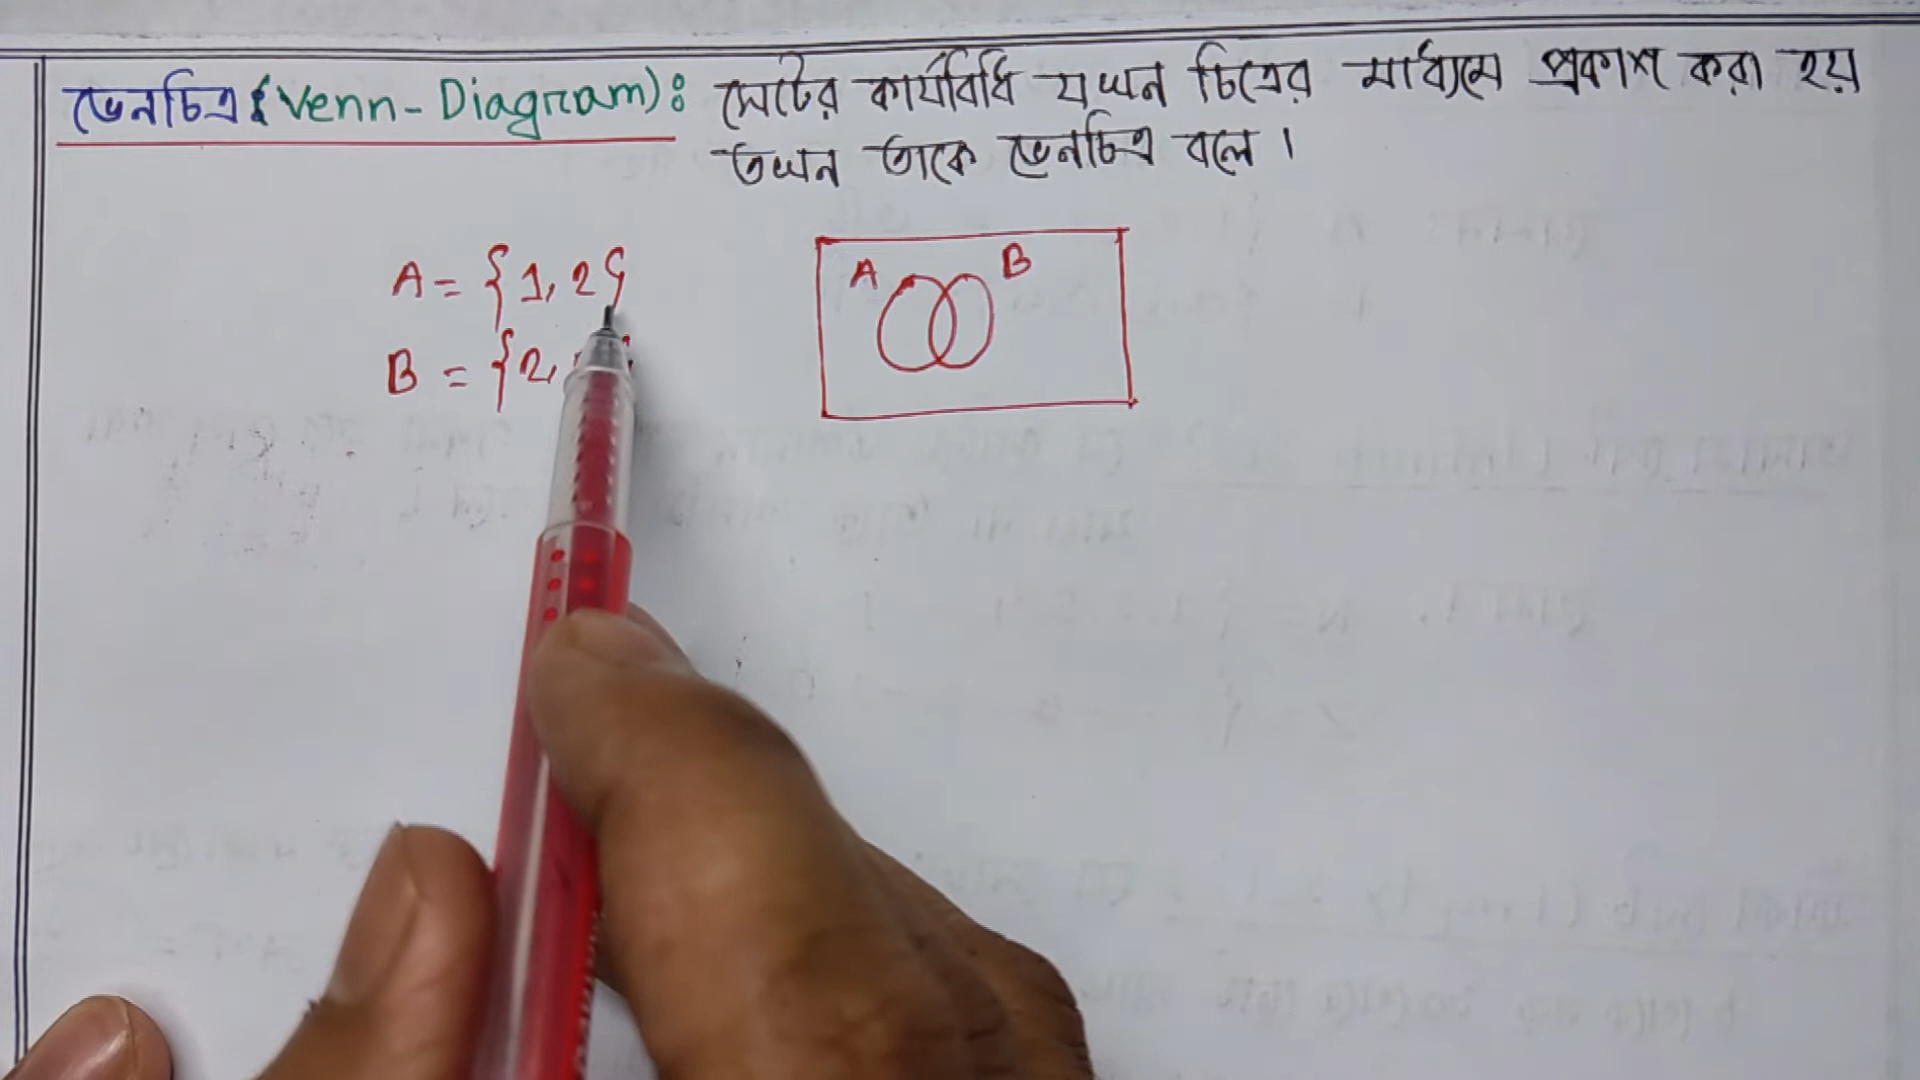 ভেনচিত্র (Venn-Diagram): সেটের কার্যবিধি যখন চিত্রের মাধ্যমে প্রকাশ করা হয়
তখন তাকে ভেনচিত্র বলে।
A = {1, 2}
B = {2,
A B